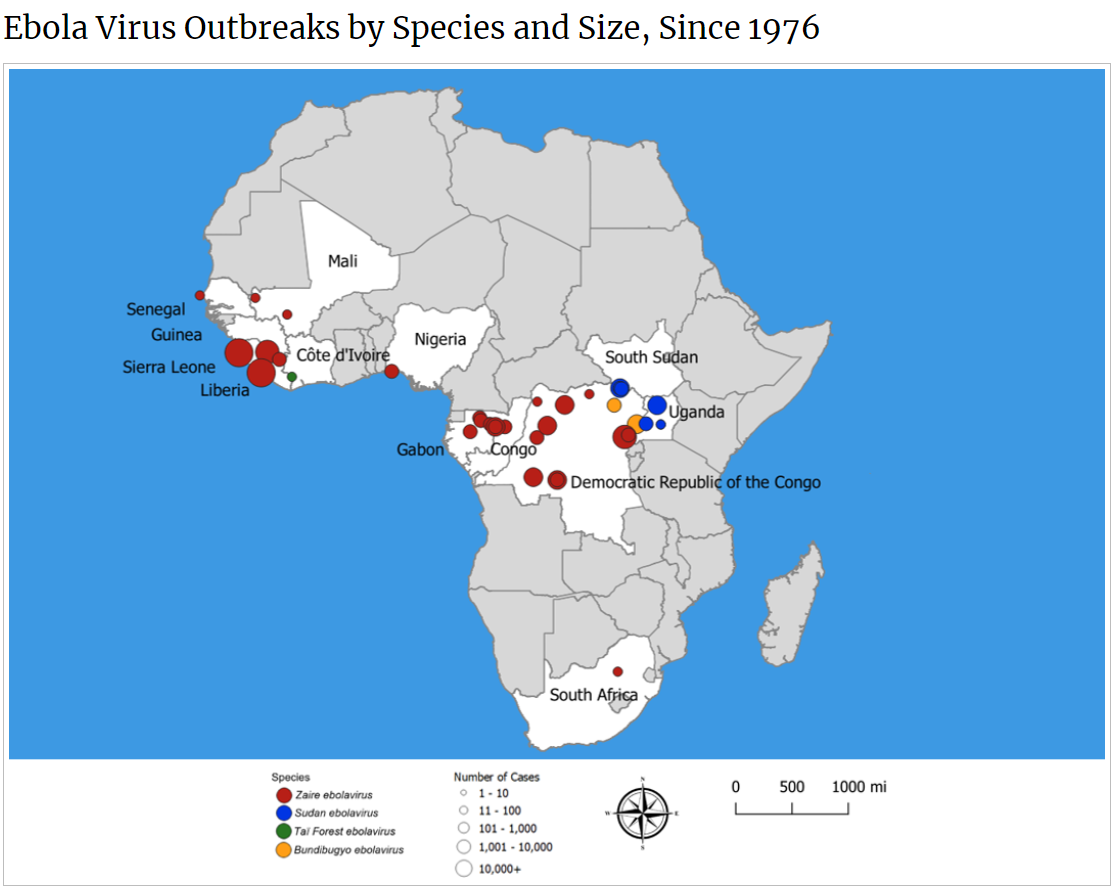 Ebola Virus Outbreaks by Species and Size, Since 1976
Mali
Senegal
Guinea
Nigeria
Côte d'Ivoire
South Sudan
Sierra Leone
Liberia
Uganda
Gabon
Congo
Democratic Republic of the Congo
South Africa
Species
Zaire ebolavirus
Sudan ebolavirus
Taï Forest ebolavirus
Bundibugyo ebolavirus
Number of Cases
1 - 10
11 - 100
101 - 1,000
1,001 - 10,000
10,000+
N
W
E
S
0 500 1000 mi